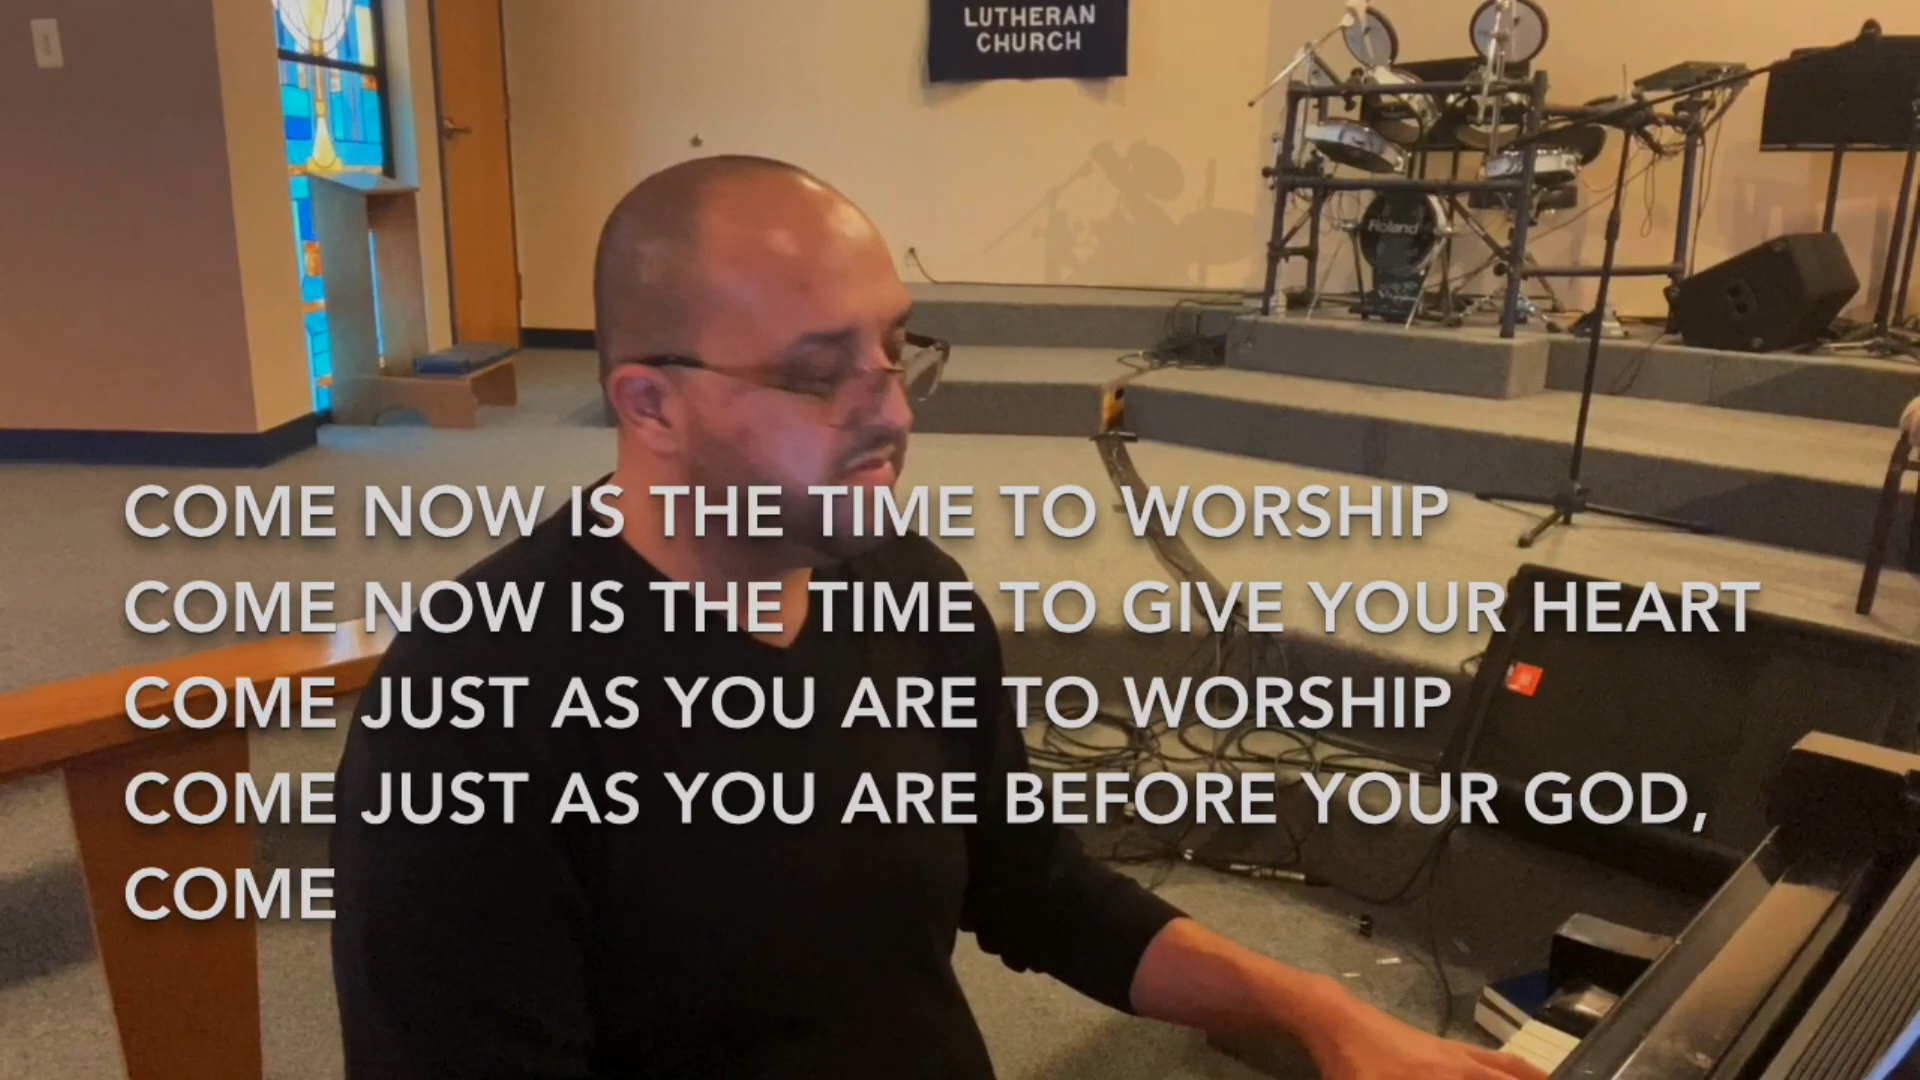 LUTHERAN
CHURCH
Roland
COME NOW IS THE TIME TO WORSHIP
COME NOW IS THE TIME TO GIVE YOUR HEART
COME JUST AS YOU ARE TO WORSHIP
COME JUST AS YOU ARE BEFORE YOUR GOD,
COME